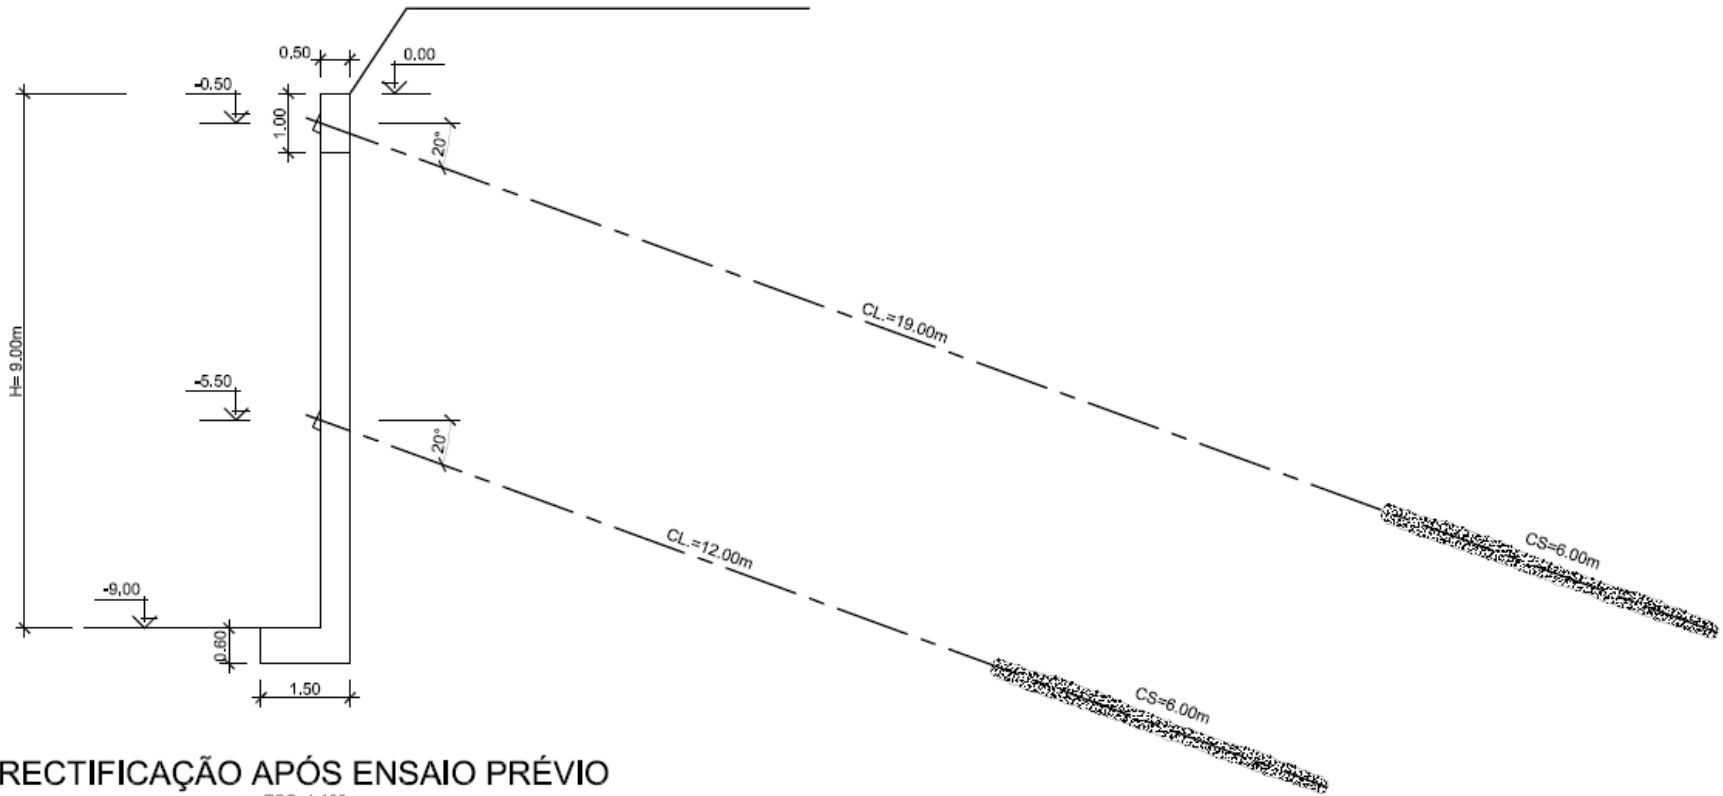 0.50
0.00
-0.50
1.00
20°
H= 9.00m
CL.=19.00m
-5.50
20°
CL.=12.00m
CS=6.00m
-9,00
0.60
1.50
CS=6.00m
RECTIFICAÇÃO APÓS ENSAIO PRÉVIO